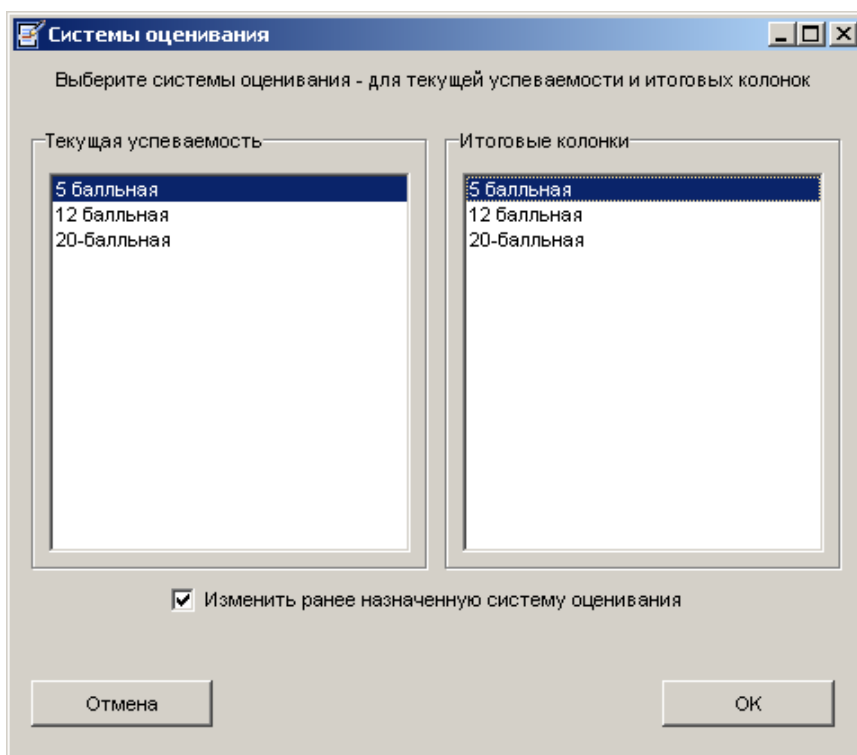 Системы оценивания
Выберите системы оценивания - для текущей успеваемости и итоговых колонок
Текущая успеваемость
5 балльная
12 балльная
20-балльная
Итоговые колонки
5 балльная
12 балльная
20-балльная
Изменить ранее назначенную систему оценивания
Отмена
ОК